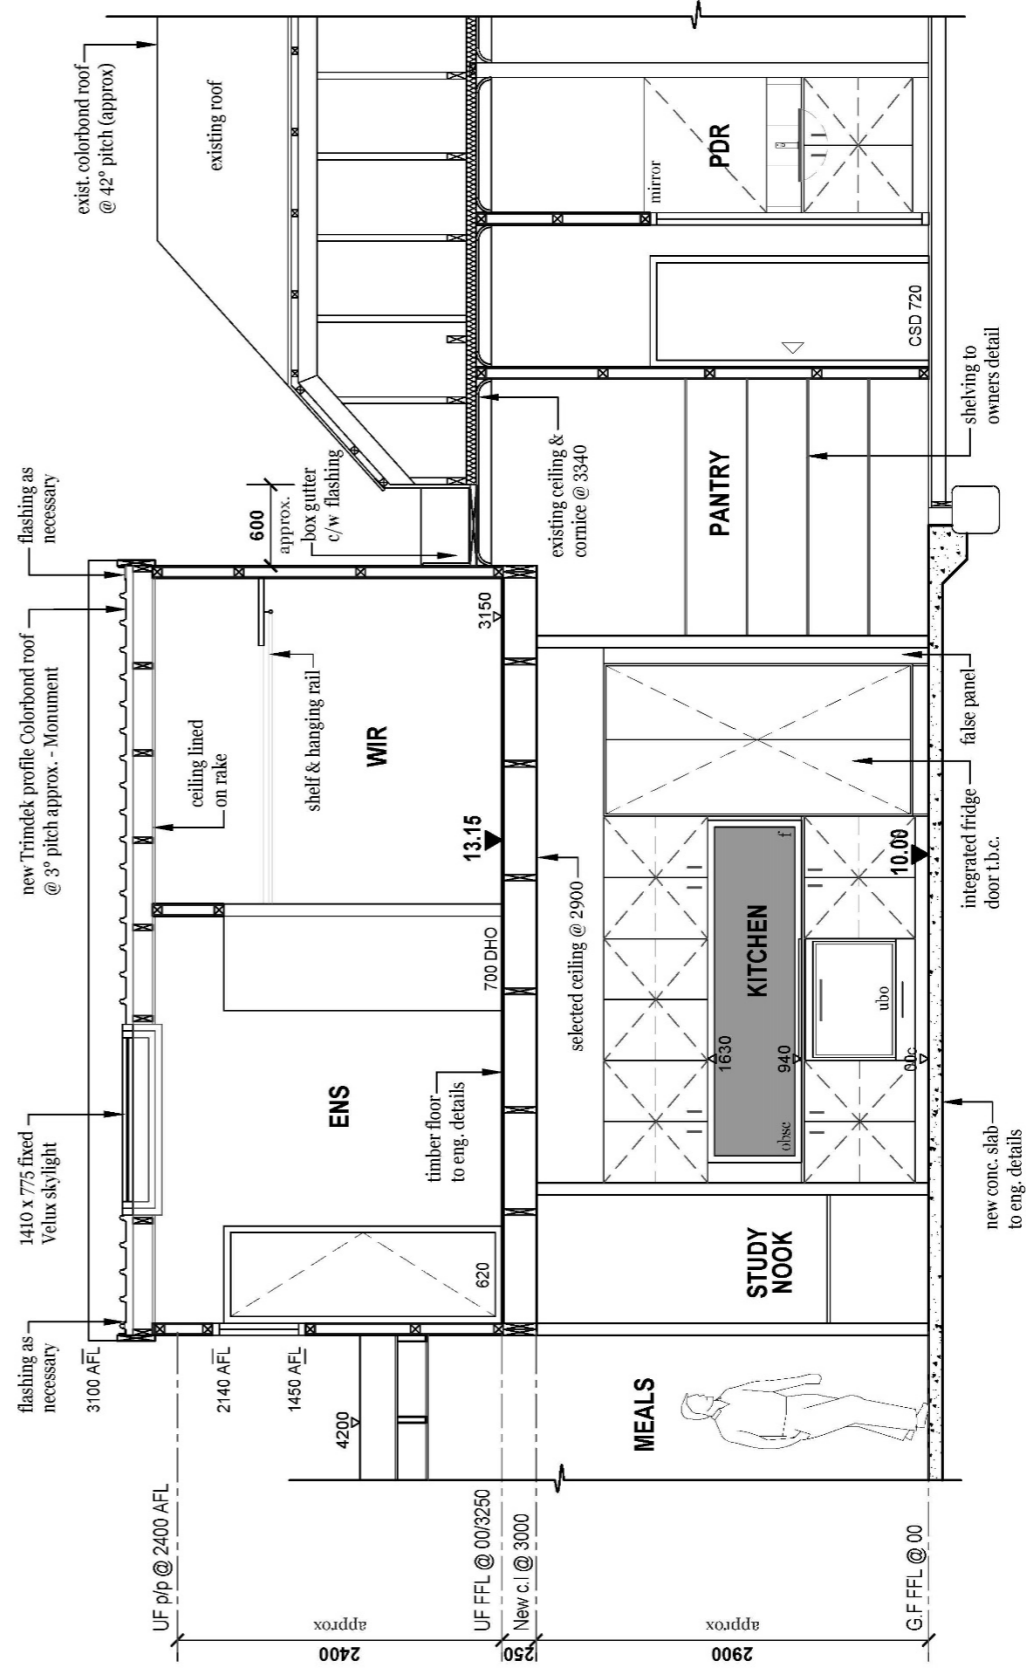 flashing as
necessary
1410 x 775 fixed
Velux skylight
new Trimdek profile Colorbond roof
@ 3° pitch approx. - Monument
flashing as
necessary
exist. colorbond roof
@ 42° pitch (approx)
existing roof
3100 AFL
UF p/p @ 2400 AFL
2140 AFL
1450 AFL
4200
ceiling lined
on rake
shelf & hanging rail
600
approx.
box gutter
c/w flashing
ENS
WIR
620
700 DHO
timber floor
to eng. details
13.15
3150
2400
approx
UF FFL @ 00/3250
250
New c.l @ 3000
selected ceiling @ 2900
existing ceiling &
cornice @ 3340
mirror
PDR
MEALS
STUDY
NOOK
KITCHEN
PANTRY
1630
940
obsc
f
ubo
10.00
CSD 720
2900
approx
G.F FFL @ 00
new conc. slab
to eng. details
integrated fridge
door t.b.c.
false panel
shelving to
owners detail